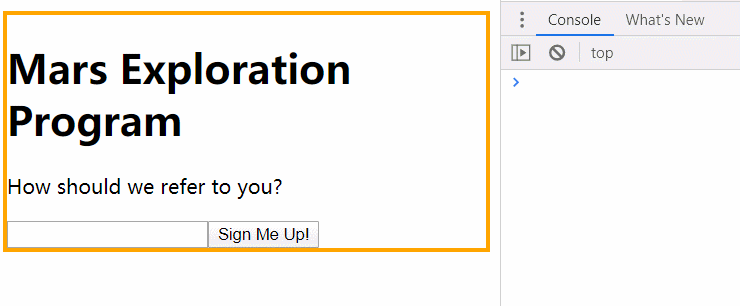 Mars Exploration
Program
How should we refer to you?
Sign Me Up!
Console What's New
top